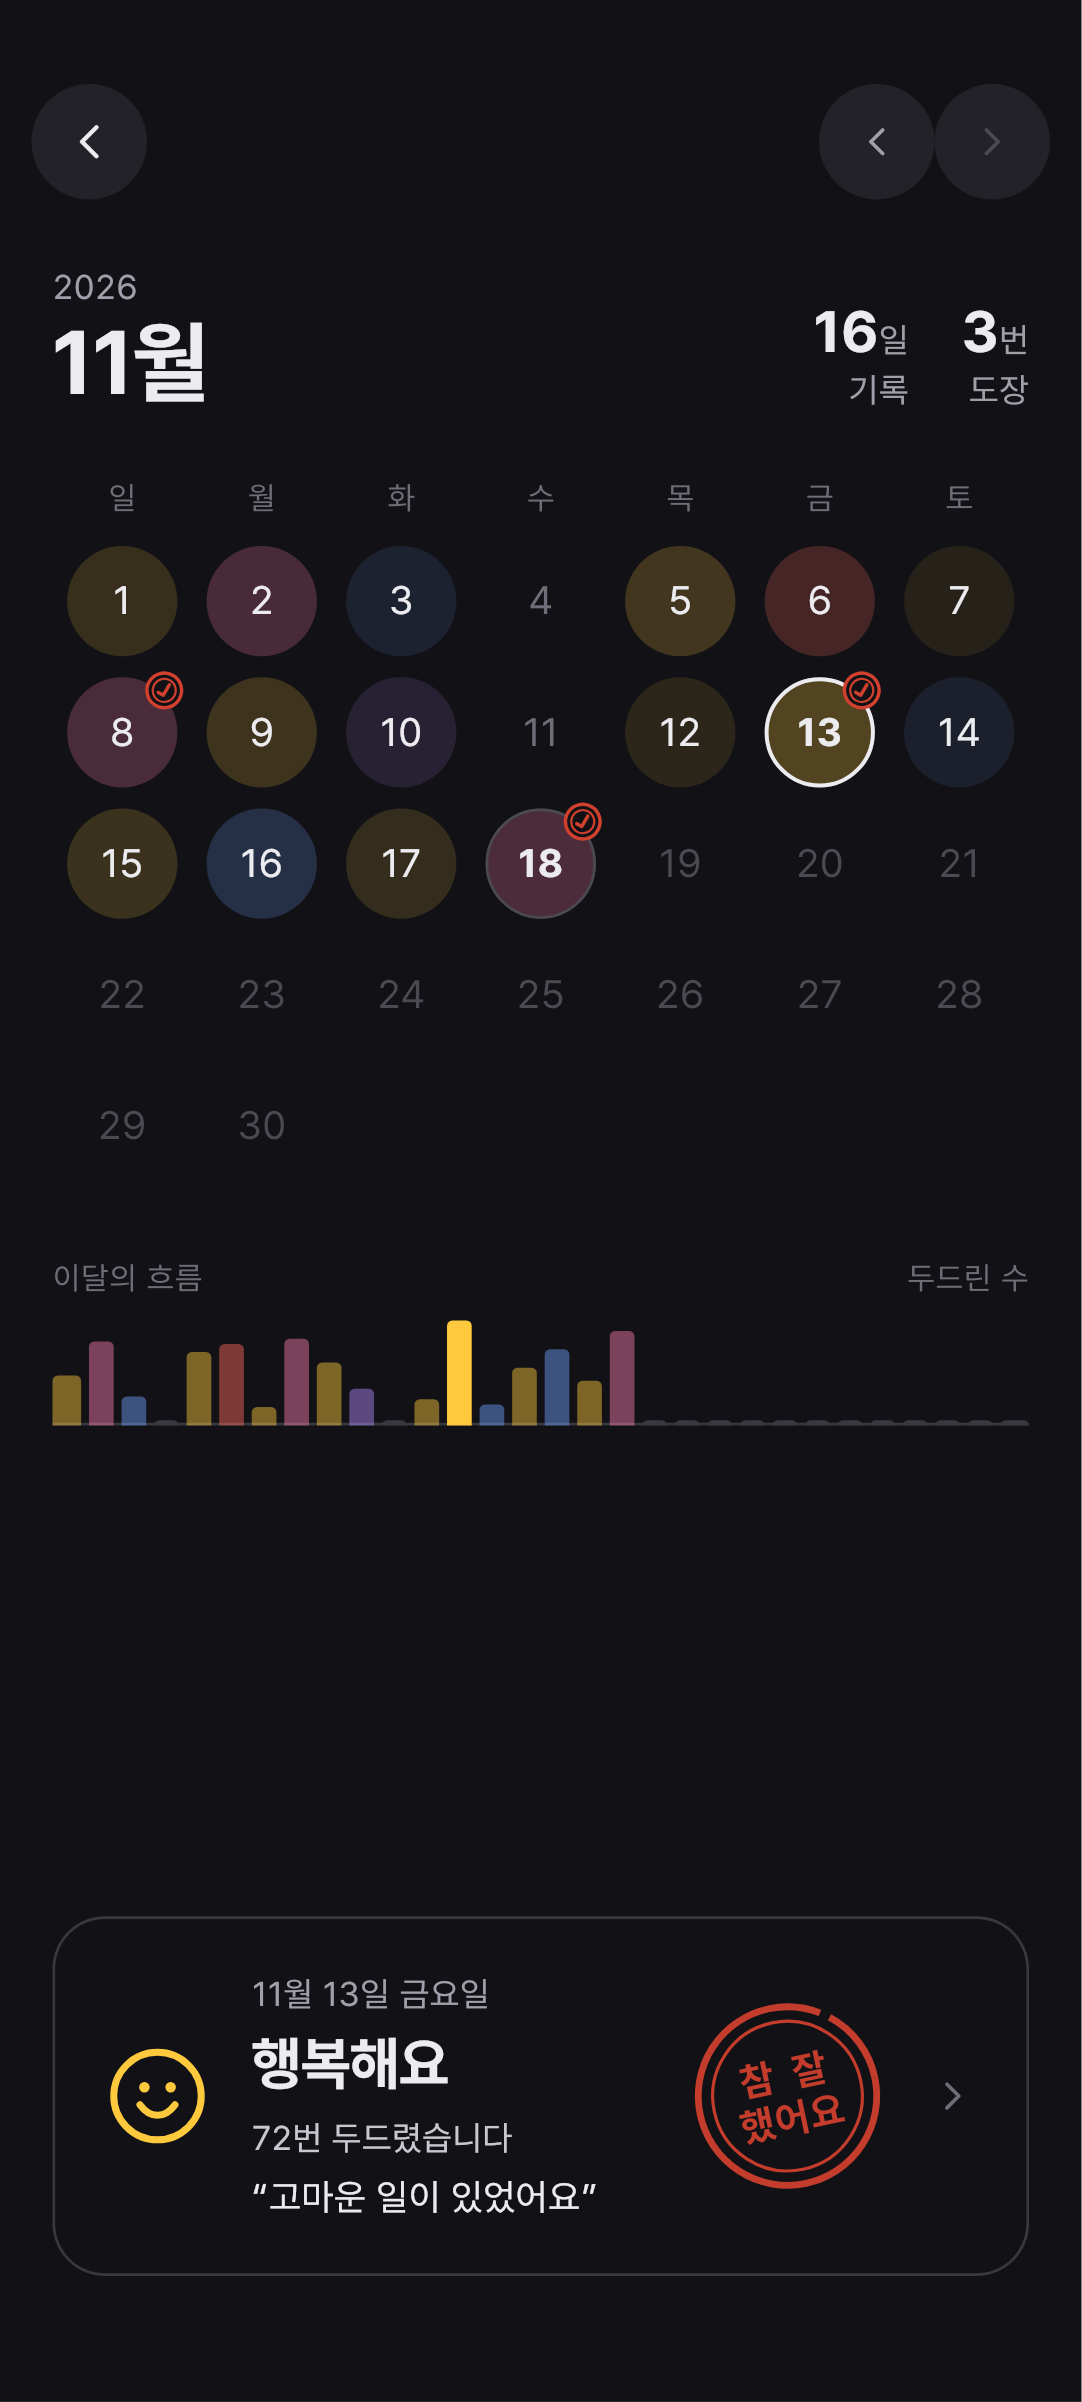 2026
11월
16일 3번
기록 도장
일 월 화 수 목 금 토
1 2 3 4 5 6 7
8 9 10 11 12 13 14
15 16 17 18 19 20 21
22 23 24 25 26 27 28
29 30
이달의 흐름 두드린 수
11월 13일 금요일
행복해요
72번 두드렸습니다
“고마운 일이 있었어요”
참 잘
했어요